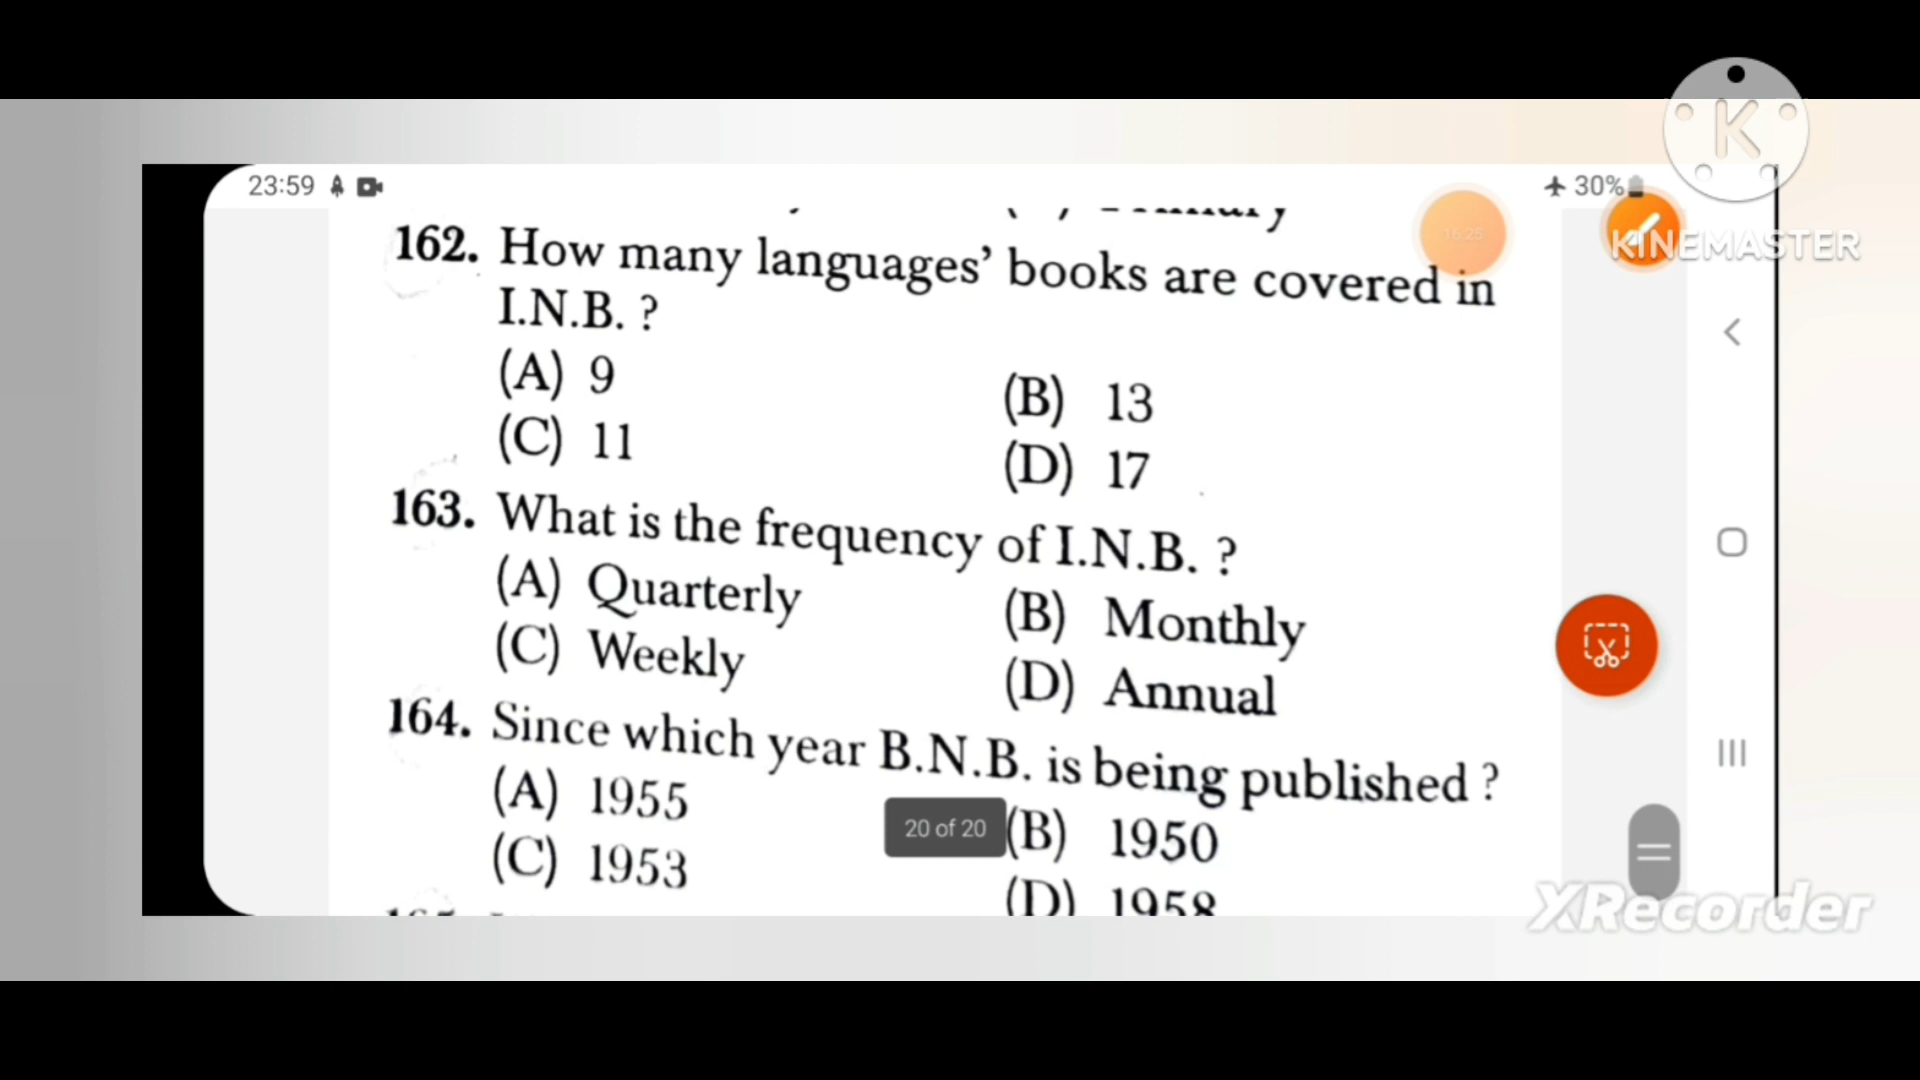 K
KINEMASTER
23:59
30%
16:25
162. How many languages’ books are covered in
I.N.B. ?
(A) 9
(B) 13
(C) 11
(D) 17
163. What is the frequency of I.N.B. ?
(A) Quarterly
(B) Monthly
(C) Weekly
(D) Annual
164. Since which year B.N.B. is being published ?
(A) 1955
(B) 1950
(C) 1953
(D) 1958
20 of 20
XRecorder